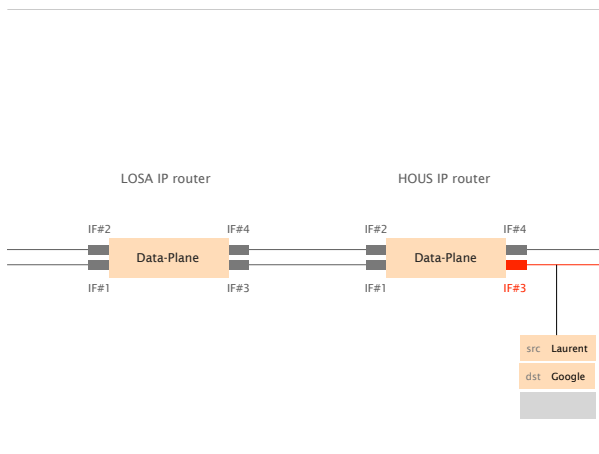 LOSA IP router
HOUS IP router
IF#2
IF#4
IF#2
IF#4
Data-Plane
Data-Plane
IF#1
IF#3
IF#1
IF#3
src Laurent
dst Google